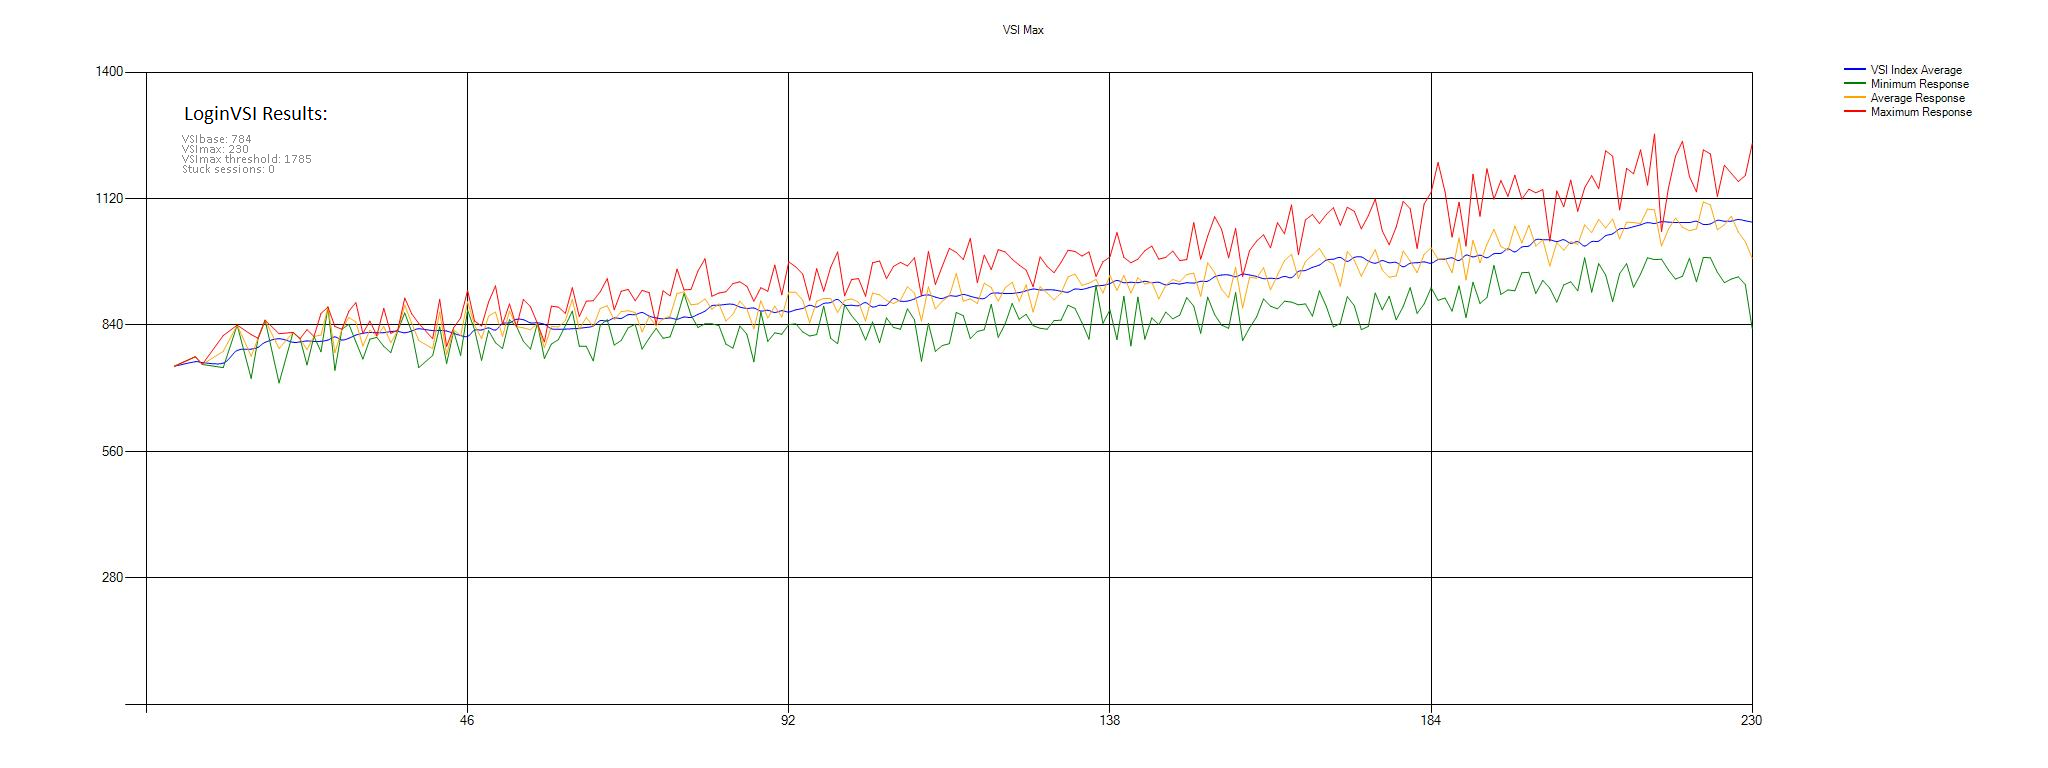 VSI Max
1400
1120
840
560
280
LoginVSI Results:
VSIbase: 784
VSImax: 230
VSImax threshold: 1785
Stuck sessions: 0
VSI Index Average
Minimum Response
Average Response
Maximum Response
46
92
138
184
230